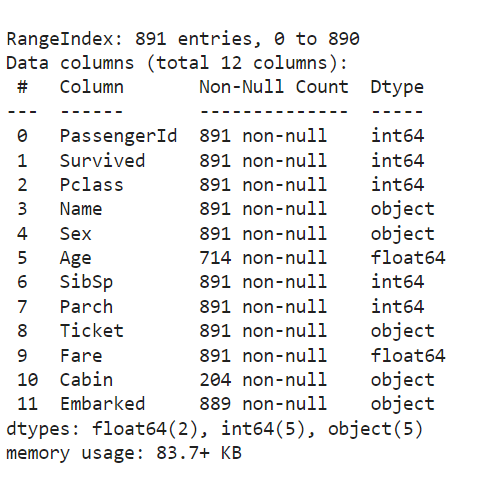 RangeIndex: 891 entries, 0 to 890
Data columns (total 12 columns):
 #   Column       Non-Null Count  Dtype
---  ------       --------------  -----
 0   PassengerId  891 non-null    int64
 1   Survived     891 non-null    int64
 2   Pclass       891 non-null    int64
 3   Name         891 non-null    object
 4   Sex          891 non-null    object
 5   Age          714 non-null    float64
 6   SibSp        891 non-null    int64
 7   Parch        891 non-null    int64
 8   Ticket       891 non-null    object
 9   Fare         891 non-null    float64
 10  Cabin        204 non-null    object
 11  Embarked     889 non-null    object
dtypes: float64(2), int64(5), object(5)
memory usage: 83.7+ KB